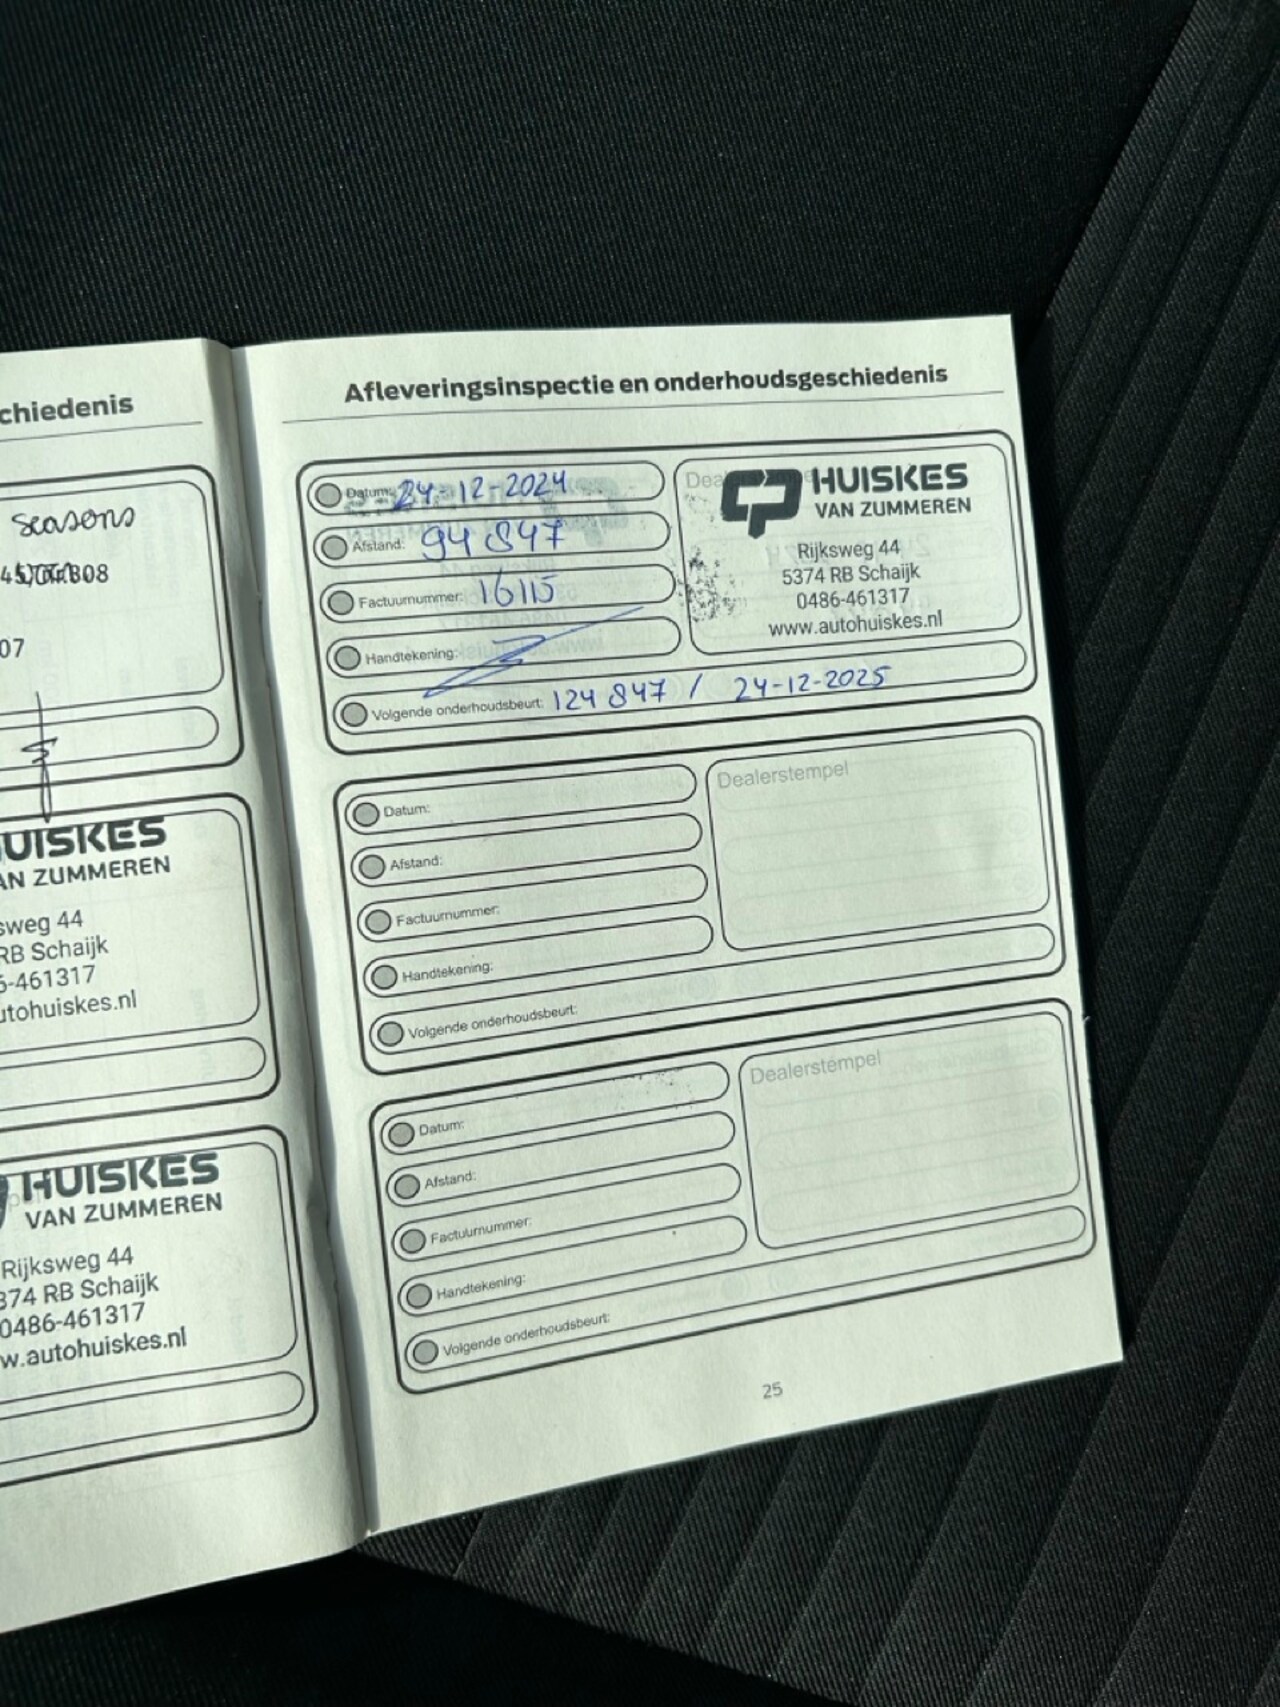 chiedenis
seasons
07
UISKES
AN ZUMMEREN
sweg 44
RB Schaijk
6-461317
utohuiskes.nl
HUISKES
VAN ZUMMEREN
Rijksweg 44
374 RB Schaijk
0486-461317
w.autohuiskes.nl
Afleveringsinspectie en onderhoudsgeschiedenis
Datum: 24-12-2024
Afstand: 94 847
Factuurnummer: 16115
Handtekening:
Volgende onderhoudsbeurt: 124 847 / 24-12-2025
HUISKES
VAN ZUMMEREN
Rijksweg 44
5374 RB Schaijk
0486-461317
www.autohuiskes.nl
Datum:
Afstand:
Factuurnummer:
Handtekening:
Volgende onderhoudsbeurt:
Dealerstempel
Datum:
Afstand:
Factuurnummer:
Handtekening:
Volgende onderhoudsbeurt:
Dealerstempel
25